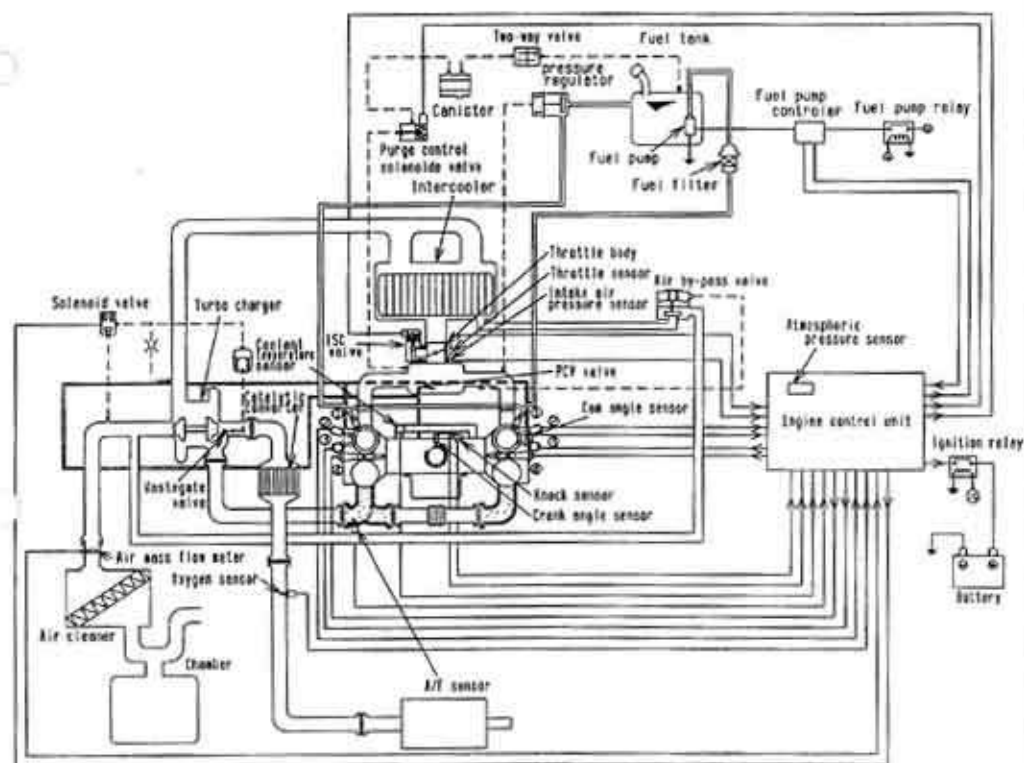 Two-way valve
Fuel tank
pressure
regulator
Canistor
Fuel pump
controler
Fuel pump relay
Purge control
solenoide valve
Fuel pump
Fuel filter
Intercooler
Throttle body
Throttle sensor
Intake air
pressure sensor
Air by-pass valve
Solenoid valve
Turbo charger
ISC
valve
Coolant
temperature
sensor
Atmospheric
pressure sensor
PCV valve
Catalytic
converter
Cam angle sensor
Engine control unit
Ignition relay
Wastegate
valve
Knock sensor
Crank angle sensor
Air mass flow meter
Oxygen sensor
Battery
Air cleaner
Chamber
A/F sensor